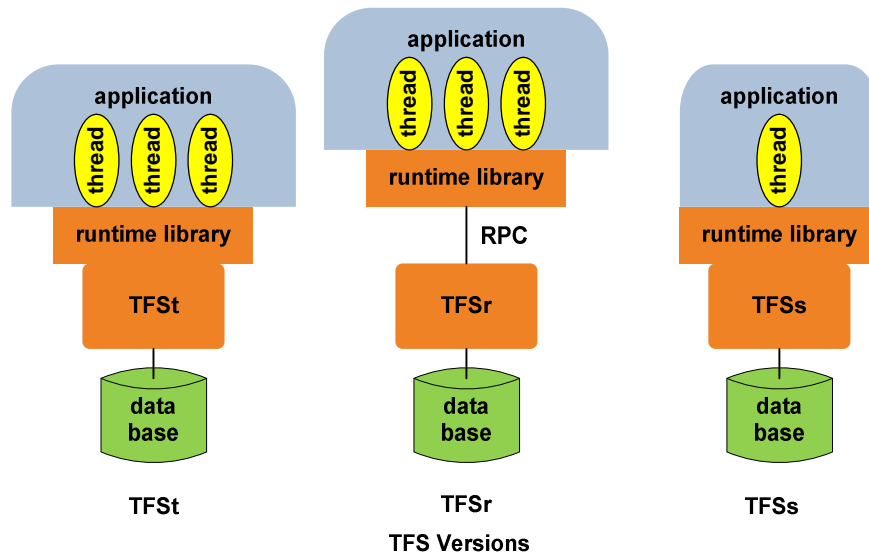 application
thread
thread
thread
runtime library
TFSt
data
base
TFSt
application
thread
thread
thread
runtime library
RPC
TFSr
data
base
TFSr
application
thread
runtime library
TFSs
data
base
TFSs
TFS Versions